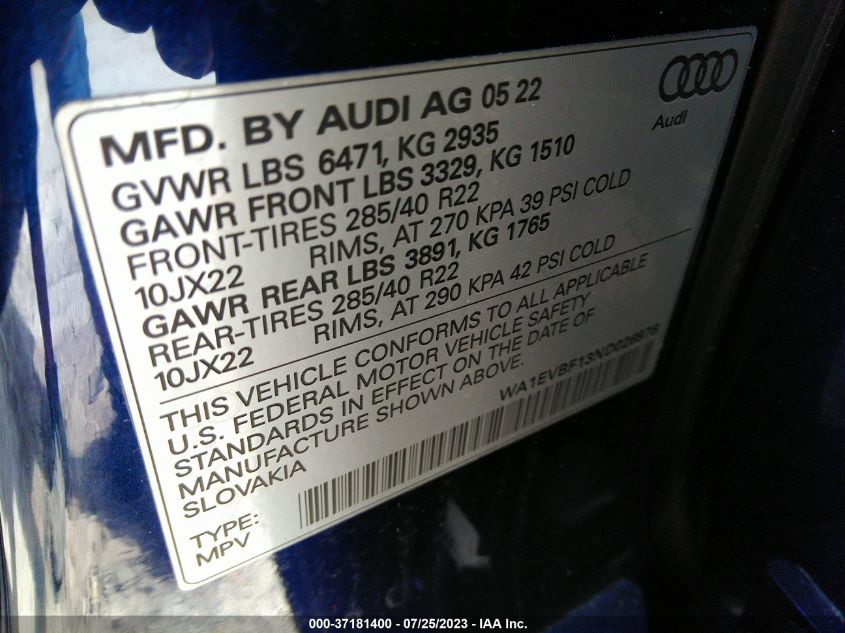 MFD. BY AUDI AG 05 22
Audi
GVWR LBS 6471, KG 2935
GAWR FRONT LBS 3329, KG 1510
FRONT-TIRES 285/40 R22
10JX22 RIMS, AT 270 KPA 39 PSI COLD
GAWR REAR LBS 3891, KG 1765
REAR-TIRES 285/40 R22
10JX22 RIMS, AT 290 KPA 42 PSI COLD
THIS VEHICLE CONFORMS TO ALL APPLICABLE
U.S. FEDERAL MOTOR VEHICLE SAFETY
STANDARDS IN EFFECT ON THE DATE OF
MANUFACTURE SHOWN ABOVE.
SLOVAKIA
TYPE:
MPV
000-37181400 - 07/25/2023 - IAA Inc.